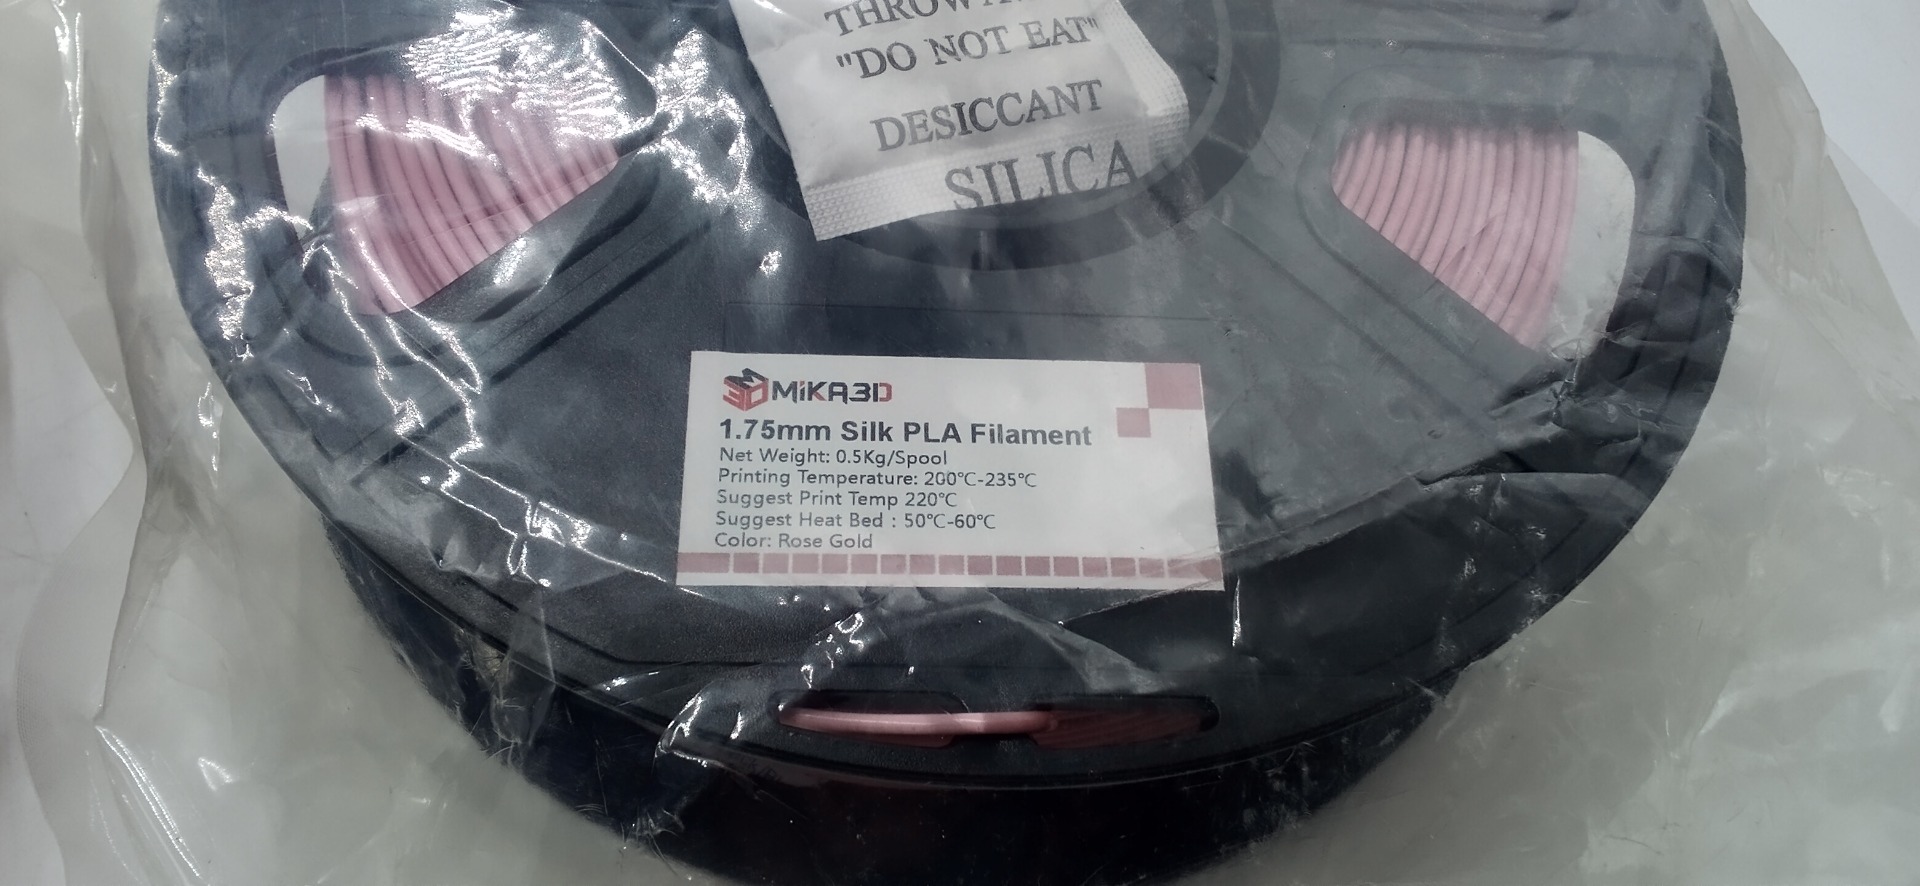 THROW
"DO NOT EAT"
DESICCANT
SILICA
MiKA3D
1.75mm Silk PLA Filament
Net Weight: 0.5Kg/Spool
Printing Temperature: 200℃-235℃
Suggest Print Temp 220℃
Suggest Heat Bed : 50℃-60℃
Color: Rose Gold